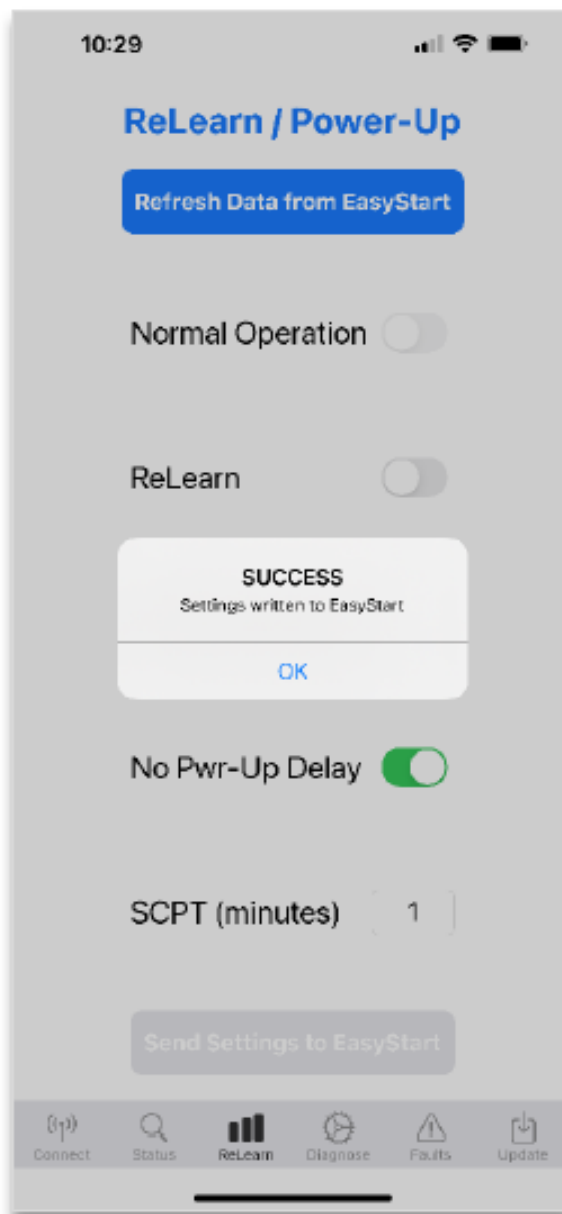 10:29
ReLearn / Power-Up
Refresh Data from EasyStart
Normal Operation
ReLearn
SUCCESS
Settings written to EasyStart
OK
No Pwr-Up Delay
SCPT (minutes) 1
Send Settings to EasyStart
Connect Status ReLearn Diagnose Faults Update